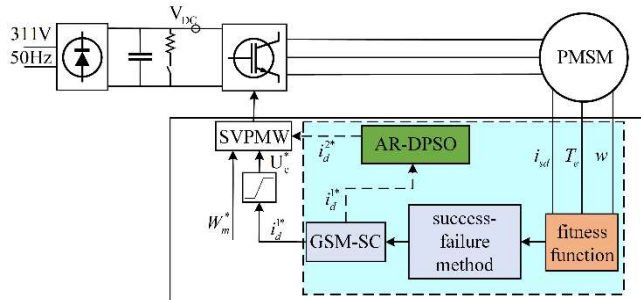 311V
50Hz
V_DC
PMSM
SVPMW
U_c^*
W_m^*
i_d^{1*}
i_d^{2*}
i_d^{1*}
AR-DPSO
GSM-SC
success-
failure
method
i_sd
T_e
w
fitness
function